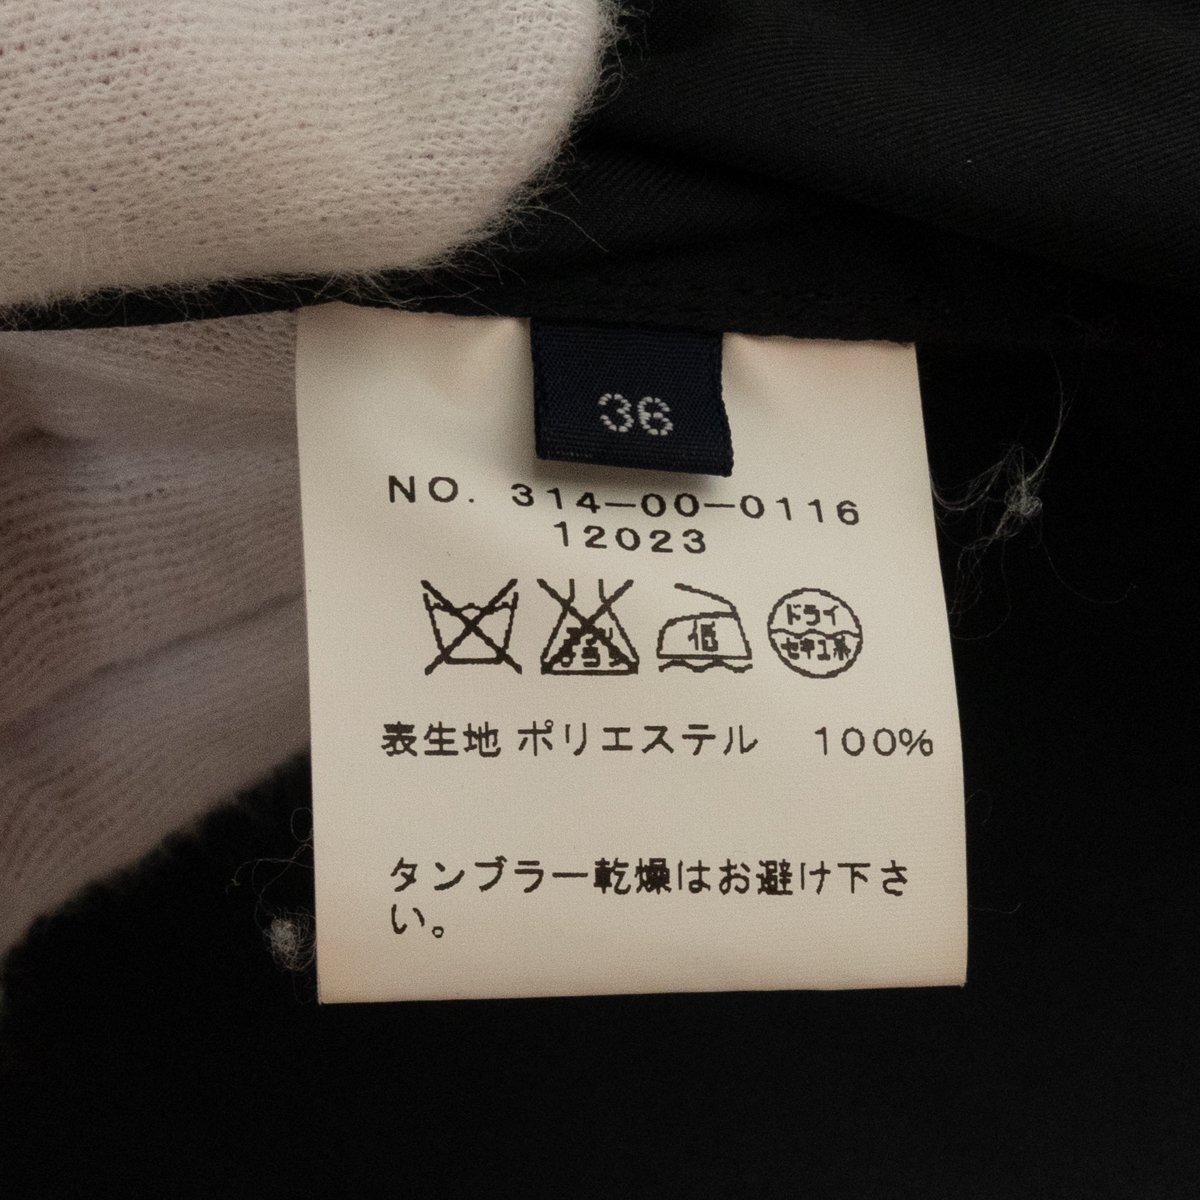 36
NO. 314-00-0116
12023
低
ドライ
セキユ系
表生地 ポリエステル 100%
タンブラー乾燥はお避け下さ
い。